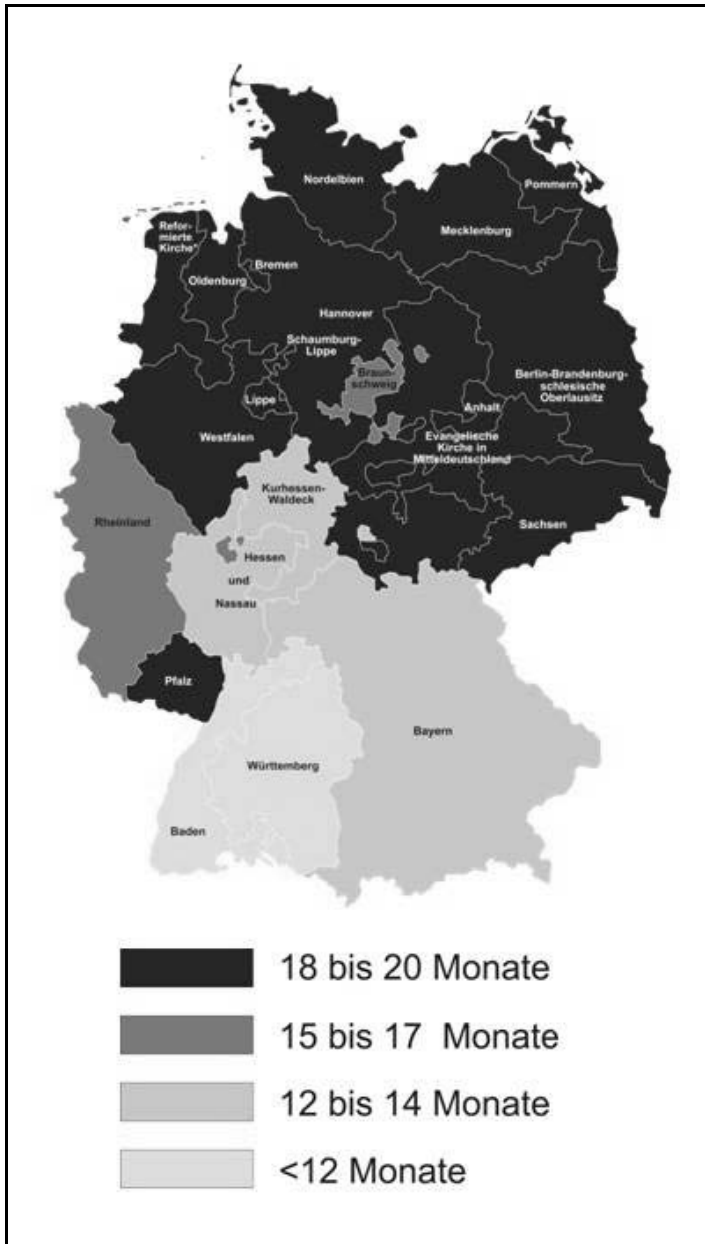 Nordelbien
Pommern
Mecklenburg
Refor-
mierte
Kirche*
Oldenburg
Bremen
Hannover
Schaumburg-
Lippe
Braun-
schweig
Berlin-Brandenburg-
schlesische
Oberlausitz
Lippe
Anhalt
Westfalen
Evangelische
Kirche in
Mitteldeutschland
Kurhessen-
Waldeck
Rheinland
Sachsen
Hessen
und
Nassau
Pfalz
Bayern
Württemberg
Baden
18 bis 20 Monate
15 bis 17 Monate
12 bis 14 Monate
<12 Monate